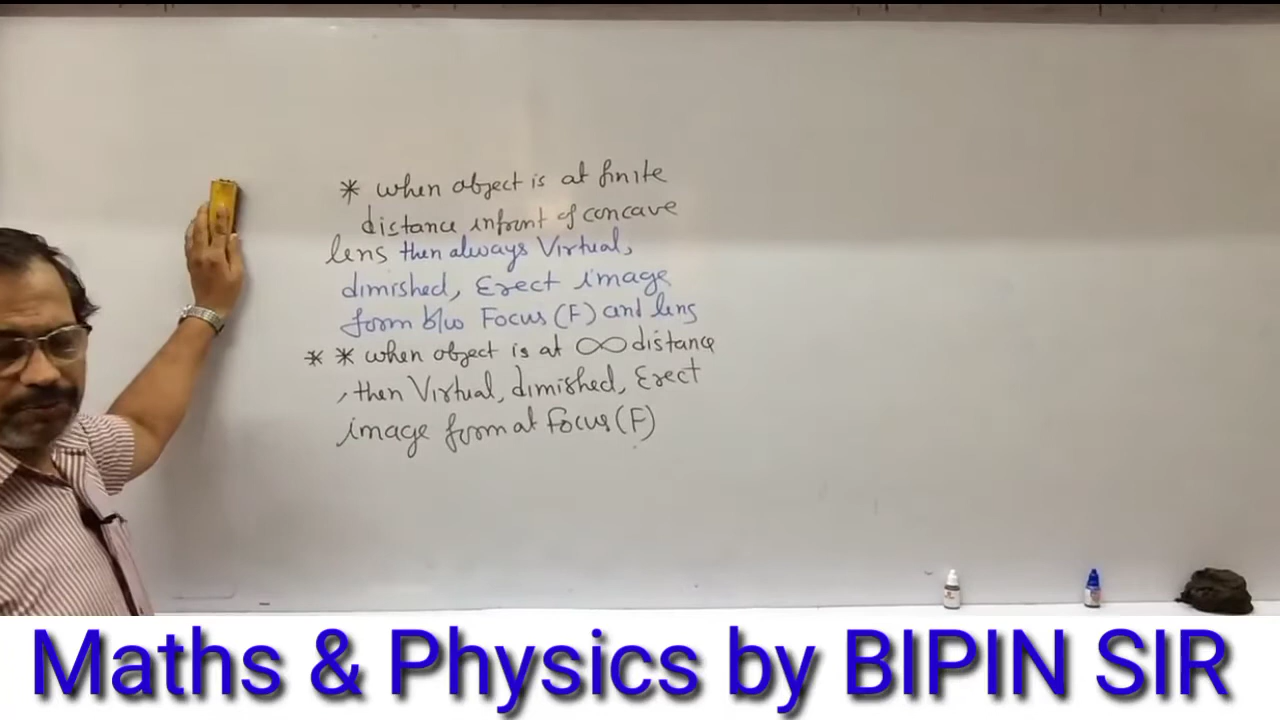 * when object is at finite
distance infront of concave
lens then always Virtual,
dimished, Erect image
form b/w Focus (F) and lens
* * when object is at ∞ distance
, then Virtual, dimished, Erect
image form at Focus (F)
Maths & Physics by BIPIN SIR